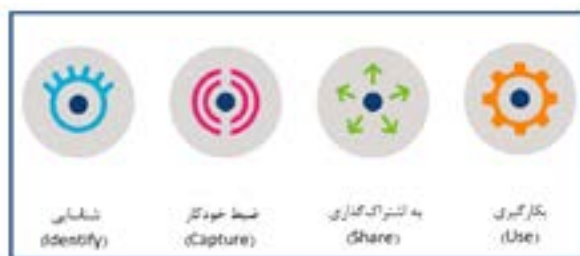 شناسایی
(Identify)
ضبط خودکار
(Capture)
به اشتراک‌گذاری
(Share)
بکارگیری
(Use)